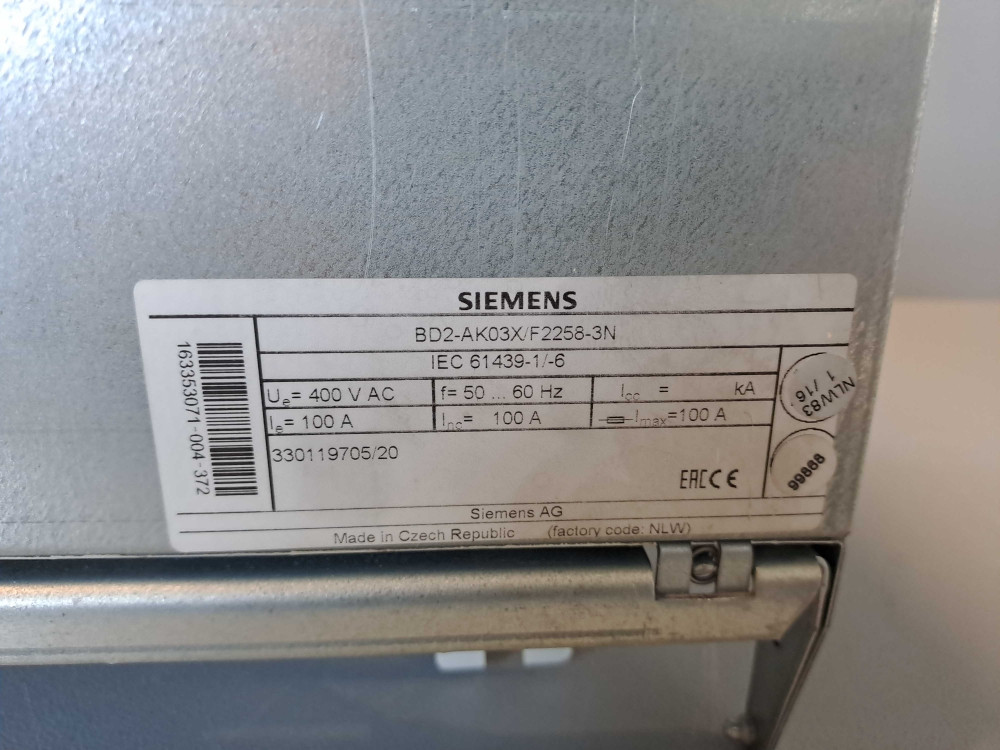 SIEMENS
BD2-AK03X/F2258-3N
IEC 61439-1/-6
Ue= 400 V AC
f= 50 ... 60 Hz
Icc = kA
Ie= 100 A
Inc= 100 A
Imax=100 A
330119705/20
163353071-004-372
NLW83
1 /16
99868
EAC CE
Siemens AG
Made in Czech Republic (factory code: NLW)